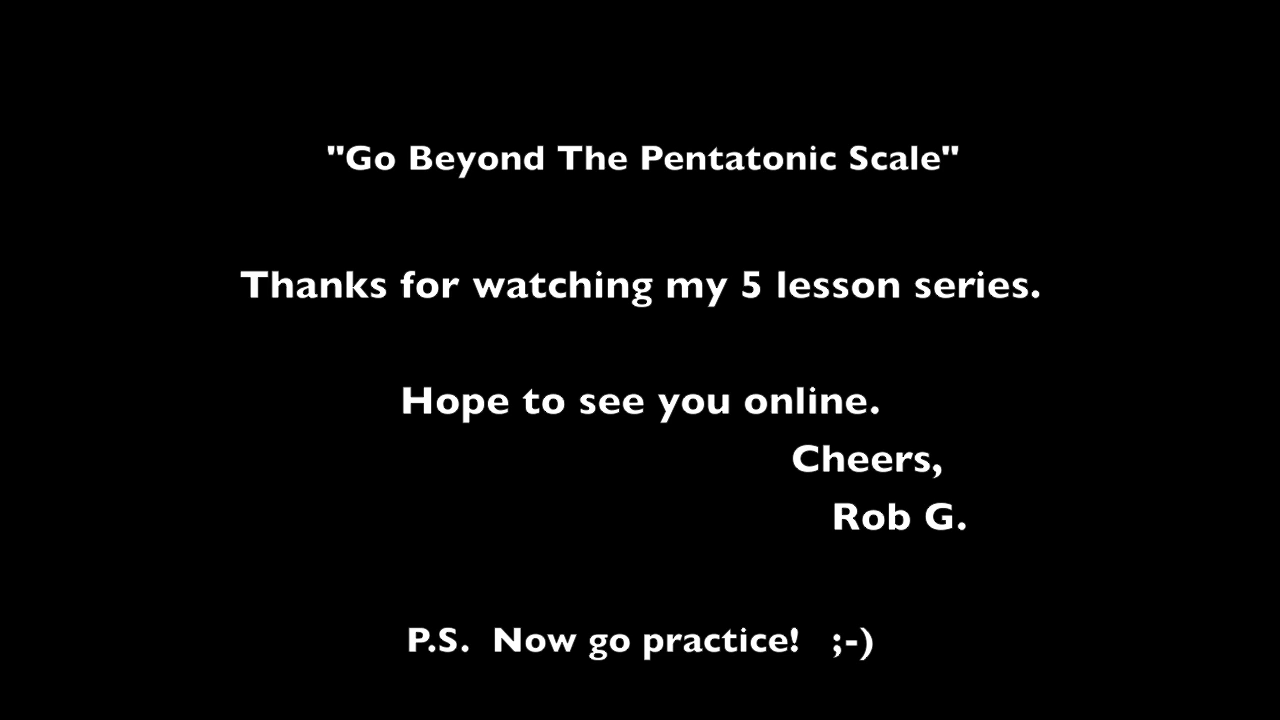 "Go Beyond The Pentatonic Scale"
Thanks for watching my 5 lesson series.
Hope to see you online.
Cheers,
Rob G.
P.S.  Now go practice!   ;-)